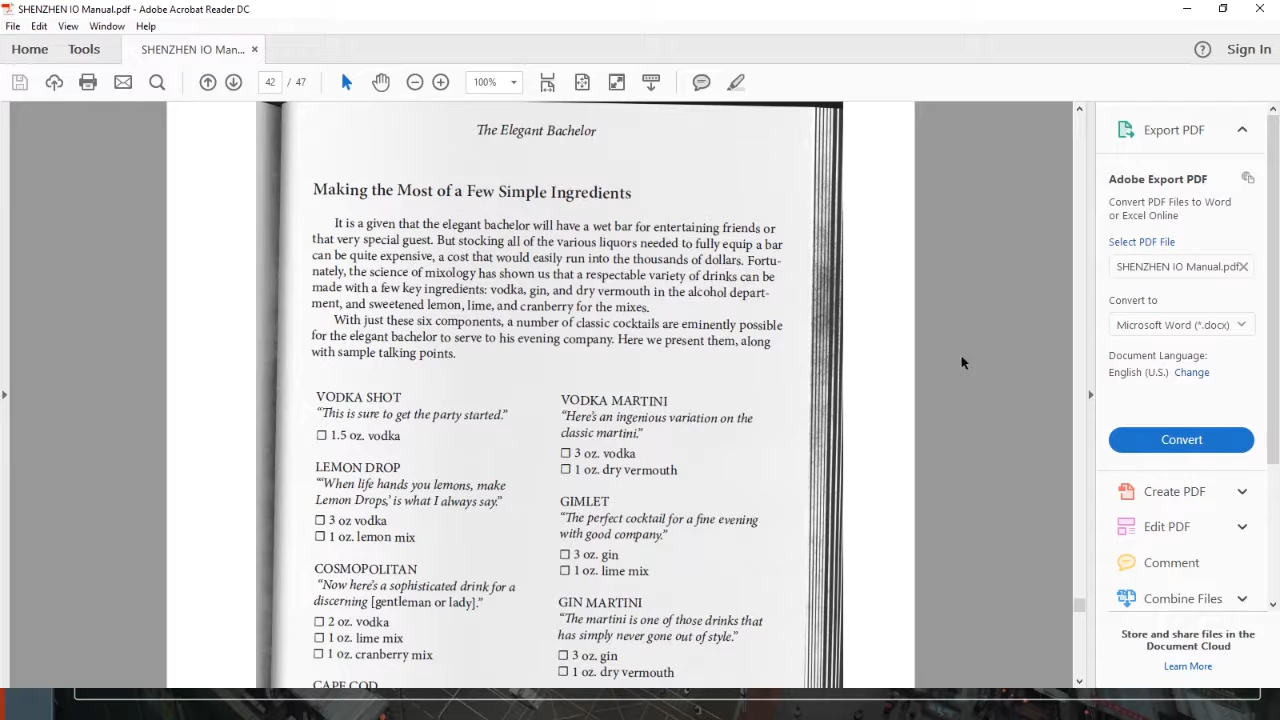 SHENZHEN IO Manual.pdf - Adobe Acrobat Reader DC
File Edit View Window Help
Home Tools SHENZHEN IO Man... × Sign In
42 / 47 100%
The Elegant Bachelor
Making the Most of a Few Simple Ingredients
It is a given that the elegant bachelor will have a wet bar for entertaining friends or
that very special guest. But stocking all of the various liquors needed to fully equip a bar
can be quite expensive, a cost that would easily run into the thousands of dollars. Fortu-
nately, the science of mixology has shown us that a respectable variety of drinks can be
made with a few key ingredients: vodka, gin, and dry vermouth in the alcohol depart-
ment, and sweetened lemon, lime, and cranberry for the mixes.
With just these six components, a number of classic cocktails are eminently possible
for the elegant bachelor to serve to his evening company. Here we present them, along
with sample talking points.
VODKA SHOT
“This is sure to get the party started.”
☐ 1.5 oz. vodka
LEMON DROP
“‘When life hands you lemons, make
Lemon Drops,’ is what I always say.”
☐ 3 oz vodka
☐ 1 oz. lemon mix
COSMOPOLITAN
“Now here’s a sophisticated drink for a
discerning [gentleman or lady].”
☐ 2 oz. vodka
☐ 1 oz. lime mix
☐ 1 oz. cranberry mix
CAPE COD
VODKA MARTINI
“Here’s an ingenious variation on the
classic martini.”
☐ 3 oz. vodka
☐ 1 oz. dry vermouth
GIMLET
“The perfect cocktail for a fine evening
with good company.”
☐ 3 oz. gin
☐ 1 oz. lime mix
GIN MARTINI
“The martini is one of those drinks that
has simply never gone out of style.”
☐ 3 oz. gin
☐ 1 oz. dry vermouth
Export PDF
Adobe Export PDF
Convert PDF Files to Word
or Excel Online
Select PDF File
SHENZHEN IO Manual.pdf
Convert to
Microsoft Word (*.docx)
Document Language:
English (U.S.) Change
Convert
Create PDF
Edit PDF
Comment
Combine Files
Store and share files in the
Document Cloud
Learn More